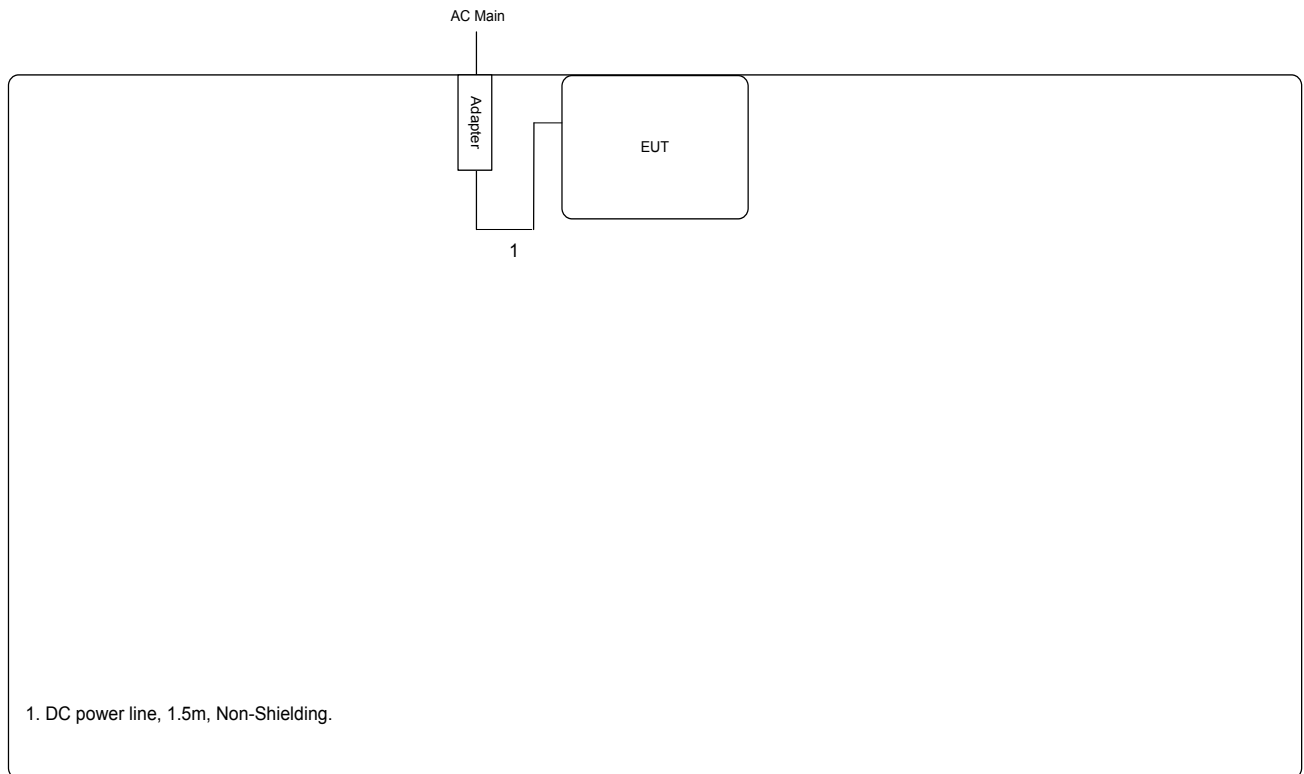 AC Main
Adapter
EUT
1
1. DC power line, 1.5m, Non-Shielding.